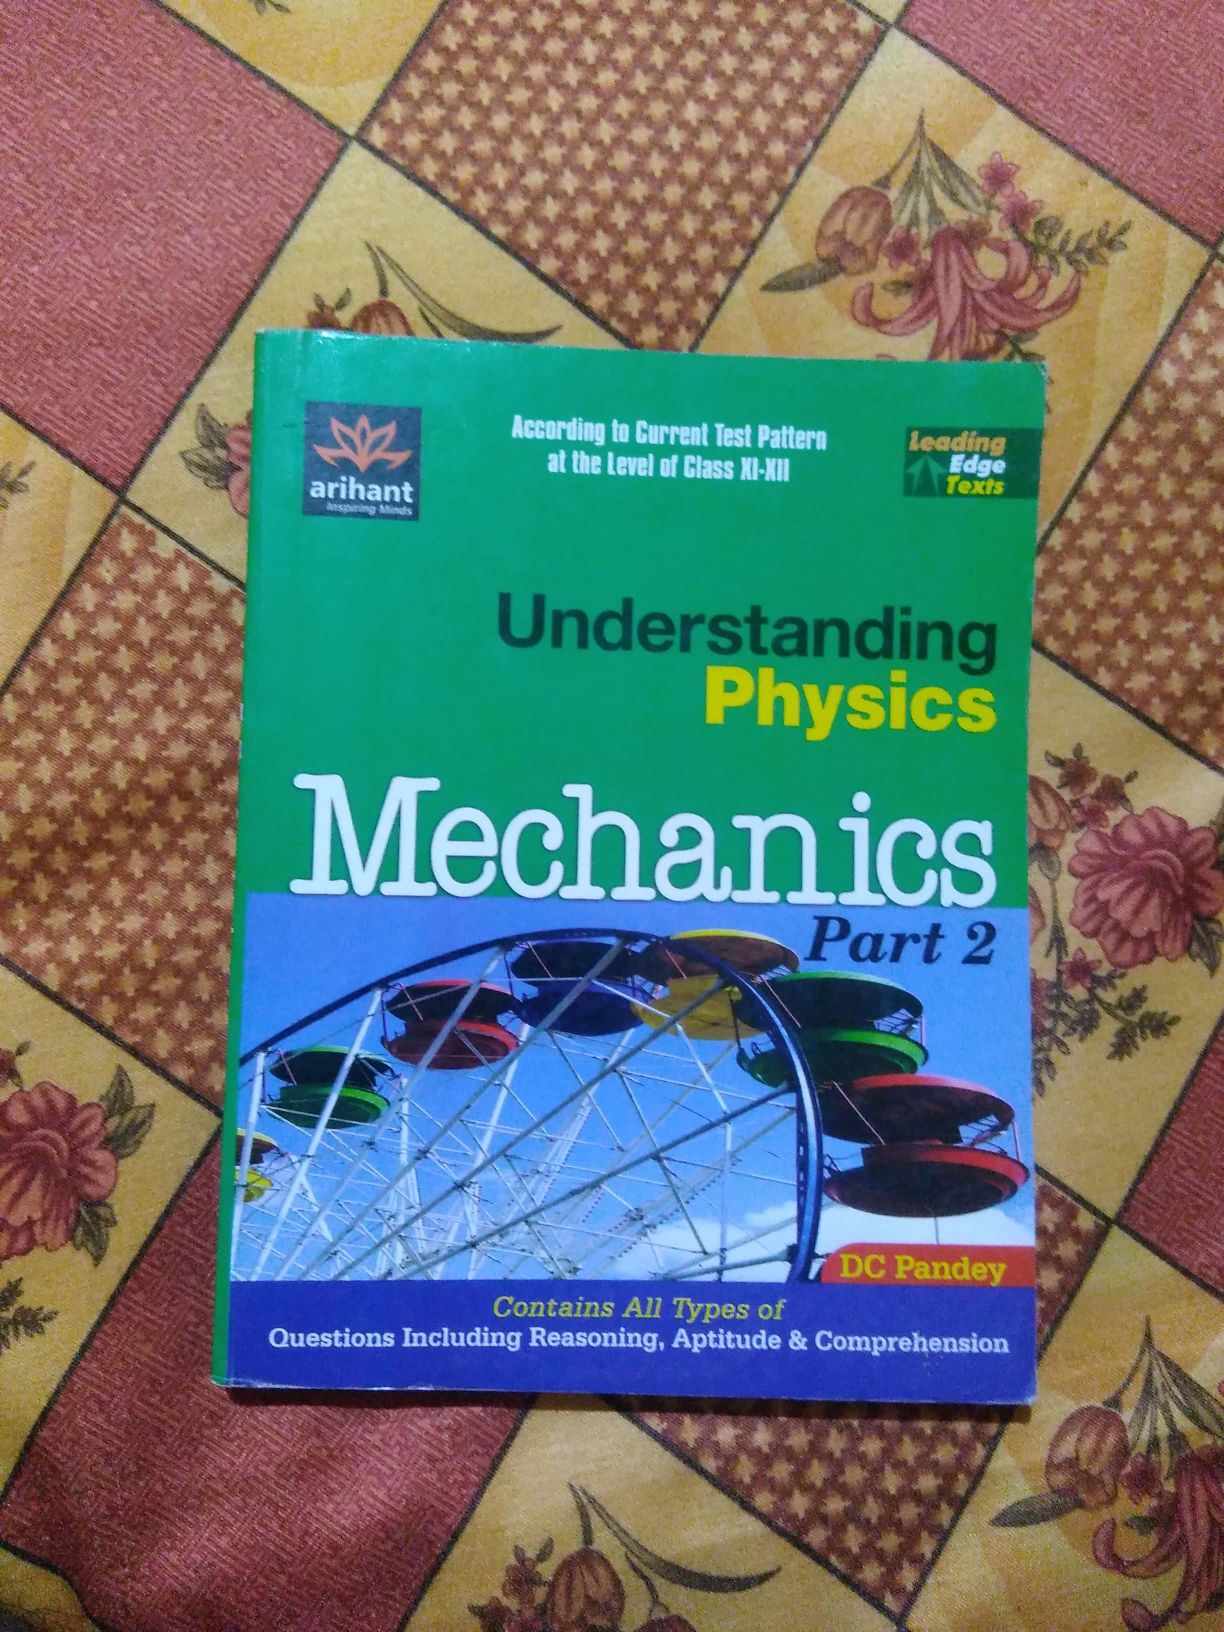 arihant
Inspiring Minds
According to Current Test Pattern
at the Level of Class XI-XII
Leading
Edge
Texts
Understanding
Physics
Mechanics
Part 2
DC Pandey
Contains All Types of
Questions Including Reasoning, Aptitude & Comprehension